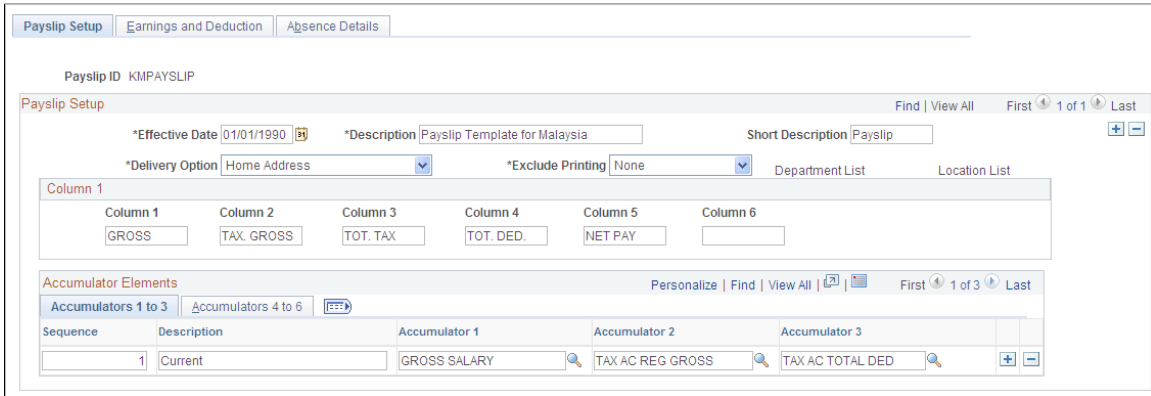 Payslip Setup Earnings and Deduction Absence Details
Payslip ID KMPAYSLIP
Payslip Setup Find | View All First 1 of 1 Last
*Effective Date 01/01/1990 31 *Description Payslip Template for Malaysia Short Description Payslip
*Delivery Option Home Address *Exclude Printing None Department List Location List
Column 1
Column 1 Column 2 Column 3 Column 4 Column 5 Column 6
GROSS TAX. GROSS TOT. TAX TOT. DED. NET PAY
Accumulator Elements Personalize | Find | View All | | First 1 of 3 Last
Accumulators 1 to 3 Accumulators 4 to 6
Sequence Description Accumulator 1 Accumulator 2 Accumulator 3
1 Current GROSS SALARY TAX AC REG GROSS TAX AC TOTAL DED